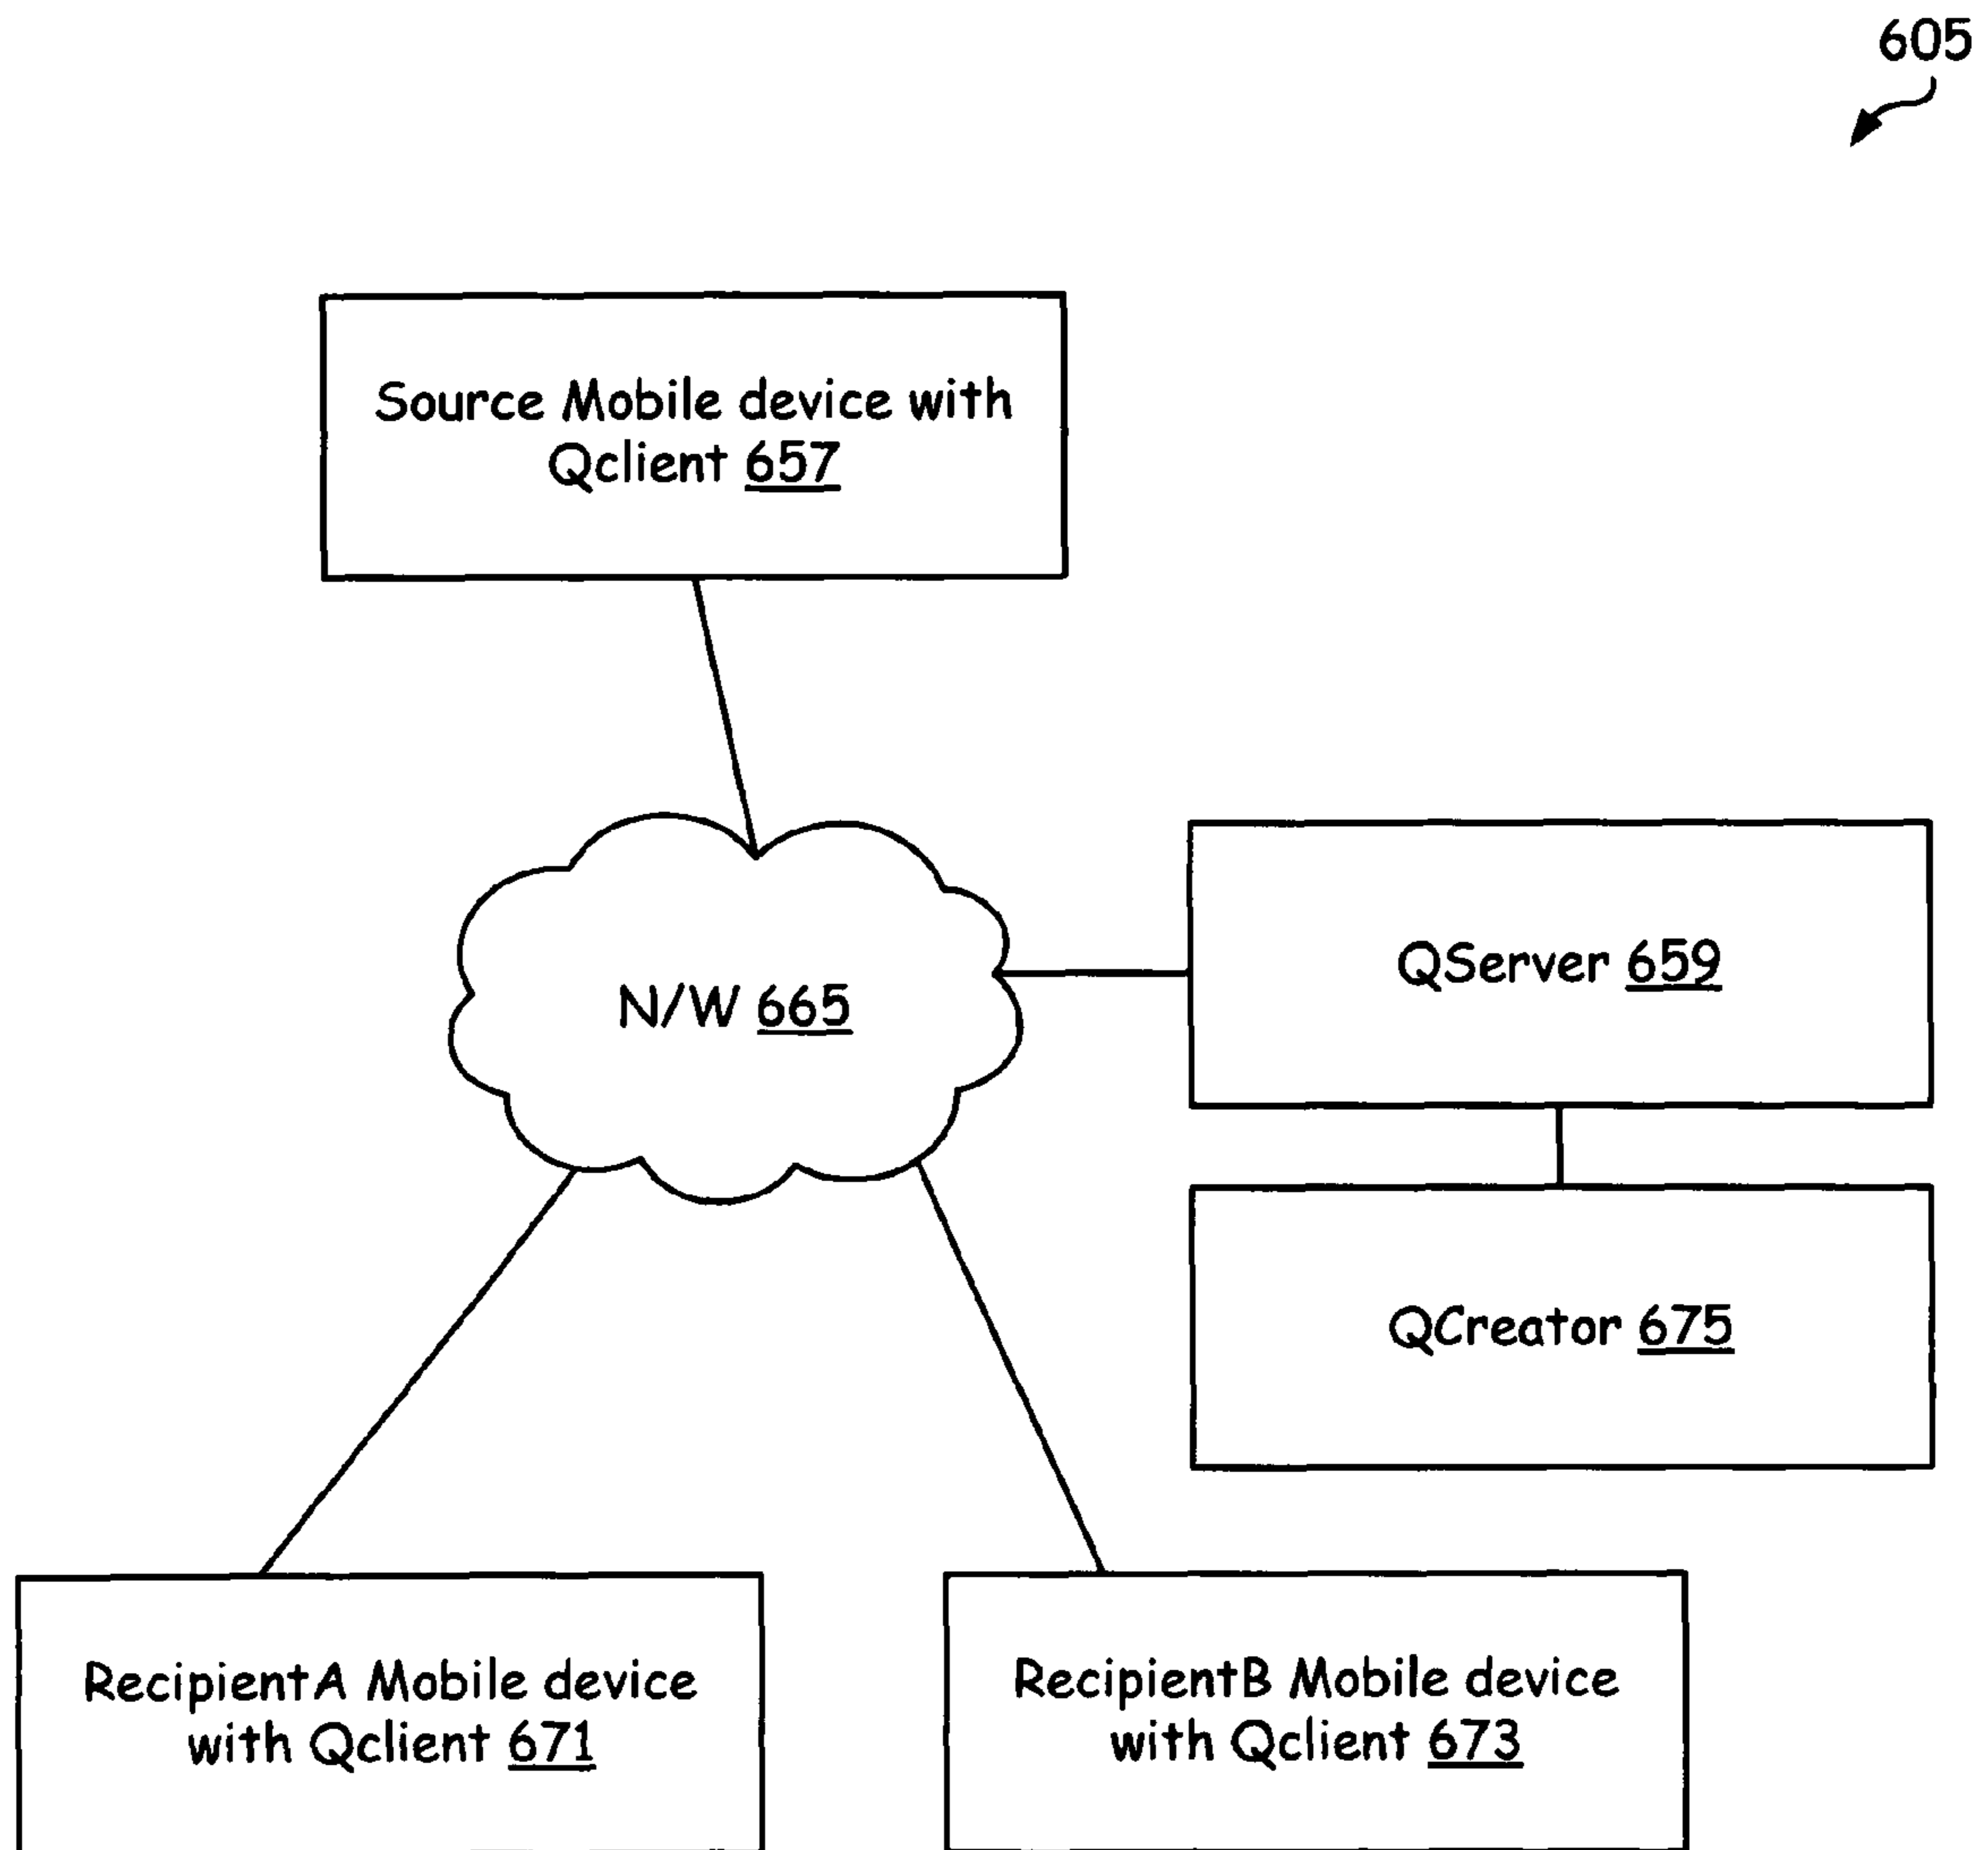 605
Source Mobile device with
Qclient 657
N/W 665
QServer 659
QCreator 675
RecipientA Mobile device
with Qclient 671
RecipientB Mobile device
with Qclient 673